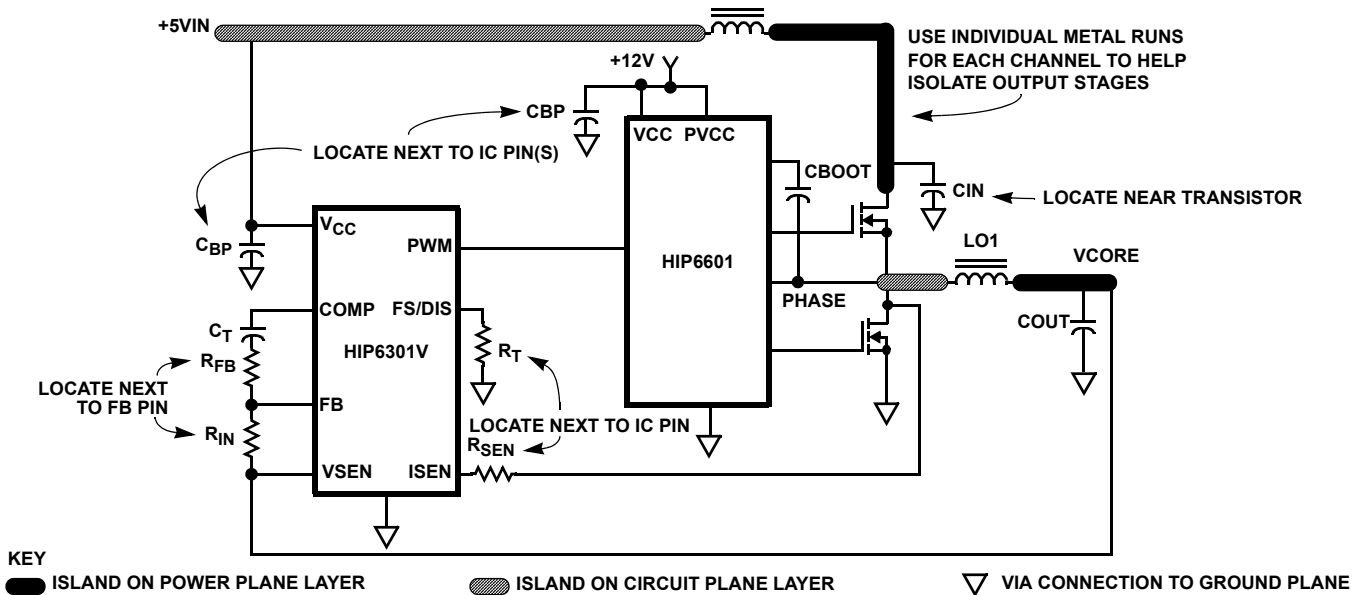 +5VIN
USE INDIVIDUAL METAL RUNS
FOR EACH CHANNEL TO HELP
ISOLATE OUTPUT STAGES
+12V
CBP
VCC PVCC
LOCATE NEXT TO IC PIN(S)
CBOOT
CIN
LOCATE NEAR TRANSISTOR
VCC
CBP
PWM
HIP6601
LO1
VCORE
PHASE
COMP
FS/DIS
CT
RFB
HIP6301V
RT
COUT
LOCATE NEXT
TO FB PIN
FB
RIN
LOCATE NEXT TO IC PIN
RSEN
VSEN
ISEN
KEY
ISLAND ON POWER PLANE LAYER
ISLAND ON CIRCUIT PLANE LAYER
VIA CONNECTION TO GROUND PLANE